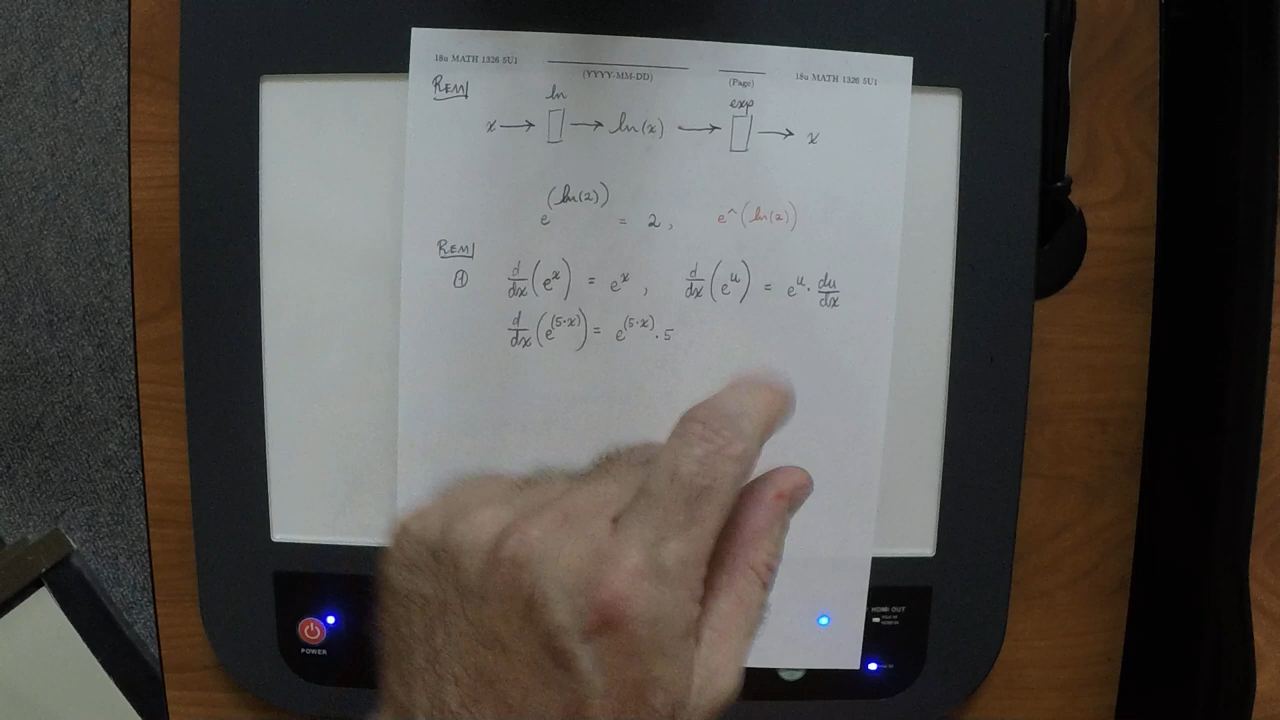 18u MATH 1326 5U1 (YYYY-MM-DD) (Page) 18u MATH 1326 5U1
REM
ln exp
x → → ln(x) → → x
e^(ln(2)) = 2, e^(ln(2))
REM
① d/dx(e^x) = e^x, d/dx(e^u) = e^u · du/dx
d/dx(e^(5·x)) = e^(5·x) · 5
POWER
HDMI OUT